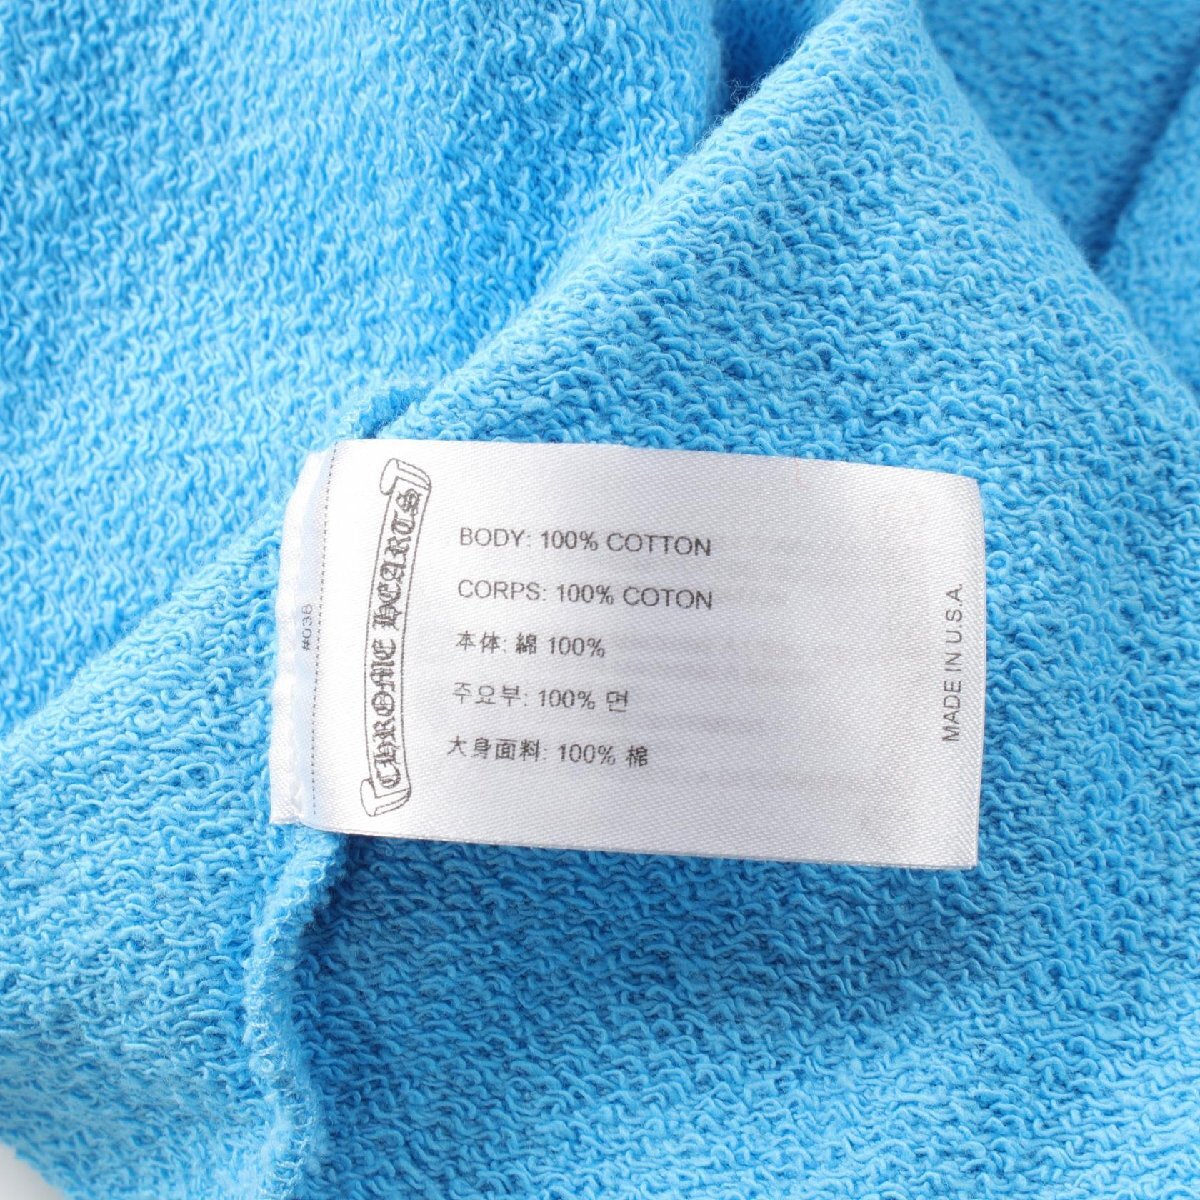 CHROME HEARTS
#038
BODY: 100% COTTON
CORPS: 100% COTON
本体: 綿 100%
주요부: 100% 면
大身面料: 100% 棉
MADE IN U.S.A.